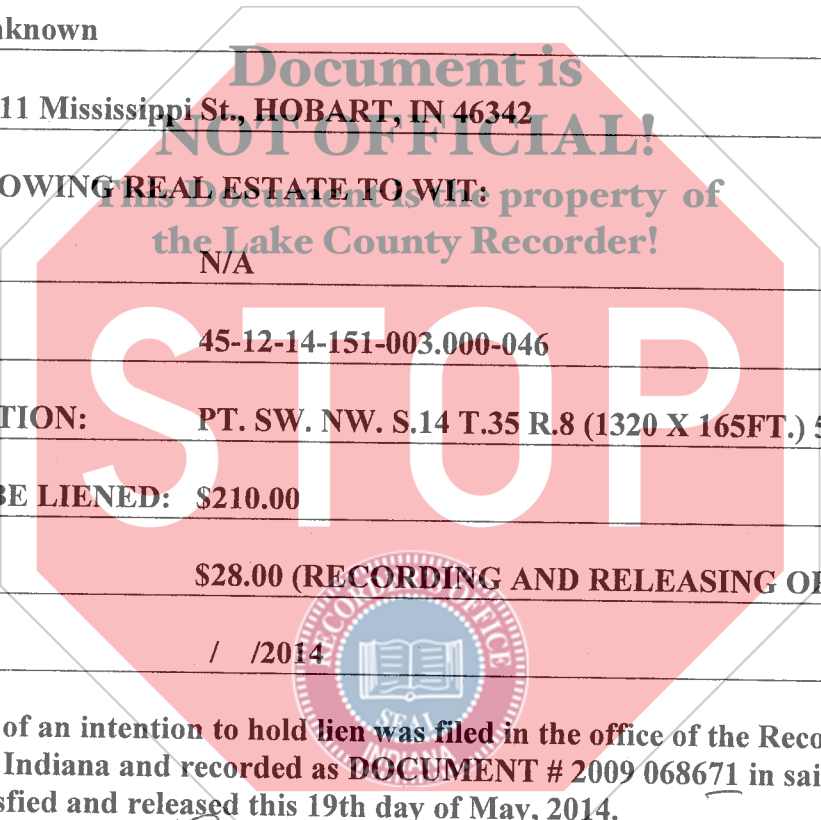 nknown
Document is
11 Mississippi St., HOBART, IN 46342
NOT OFFICIAL!
OWING REAL ESTATE TO WIT:
This Document is the property of
the Lake County Recorder!
N/A
STOP
45-12-14-151-003.000-046
TION: PT. SW. NW. S.14 T.35 R.8 (1320 X 165FT.) 5
BE LIENED: $210.00
$28.00 (RECORDING AND RELEASING OF
/ /2014
RECORDERS OFFICE
SEAL
INDIANA
of an intention to hold lien was filed in the office of the Reco
Indiana and recorded as DOCUMENT # 2009 068671 in sai
sfied and released this 19th day of May, 2014.